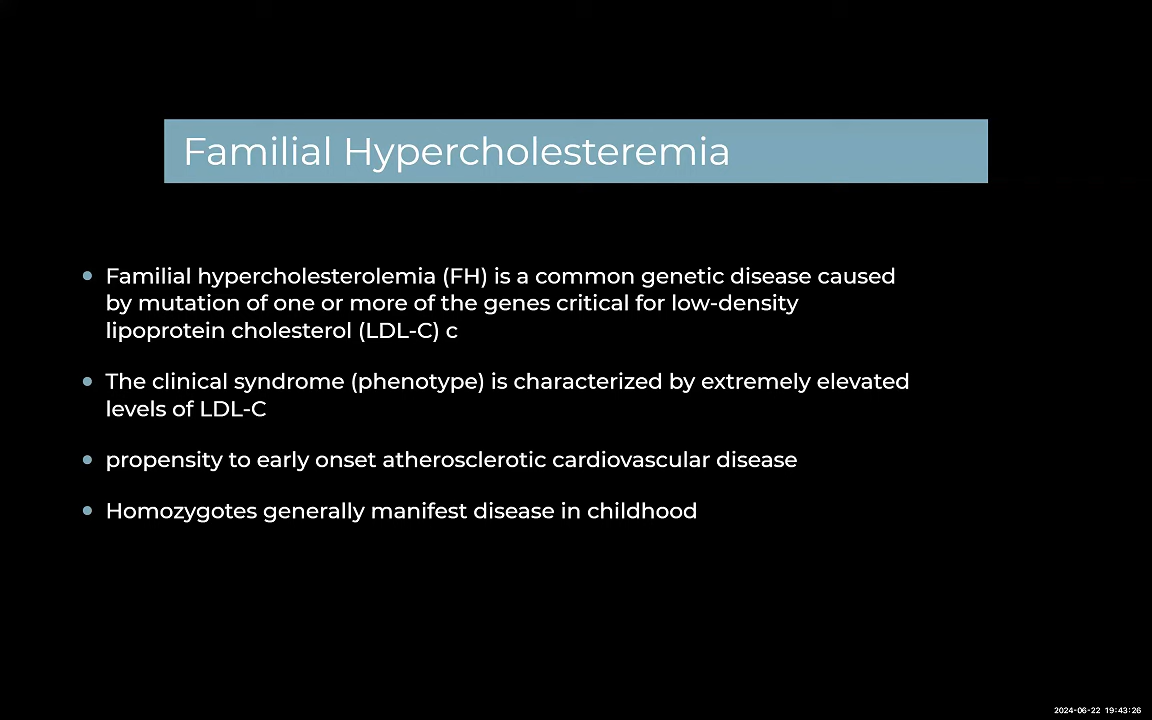 Familial Hypercholesteremia
• Familial hypercholesterolemia (FH) is a common genetic disease caused
by mutation of one or more of the genes critical for low-density
lipoprotein cholesterol (LDL-C) c
• The clinical syndrome (phenotype) is characterized by extremely elevated
levels of LDL-C
• propensity to early onset atherosclerotic cardiovascular disease
• Homozygotes generally manifest disease in childhood
2024-06-22 19:43:26